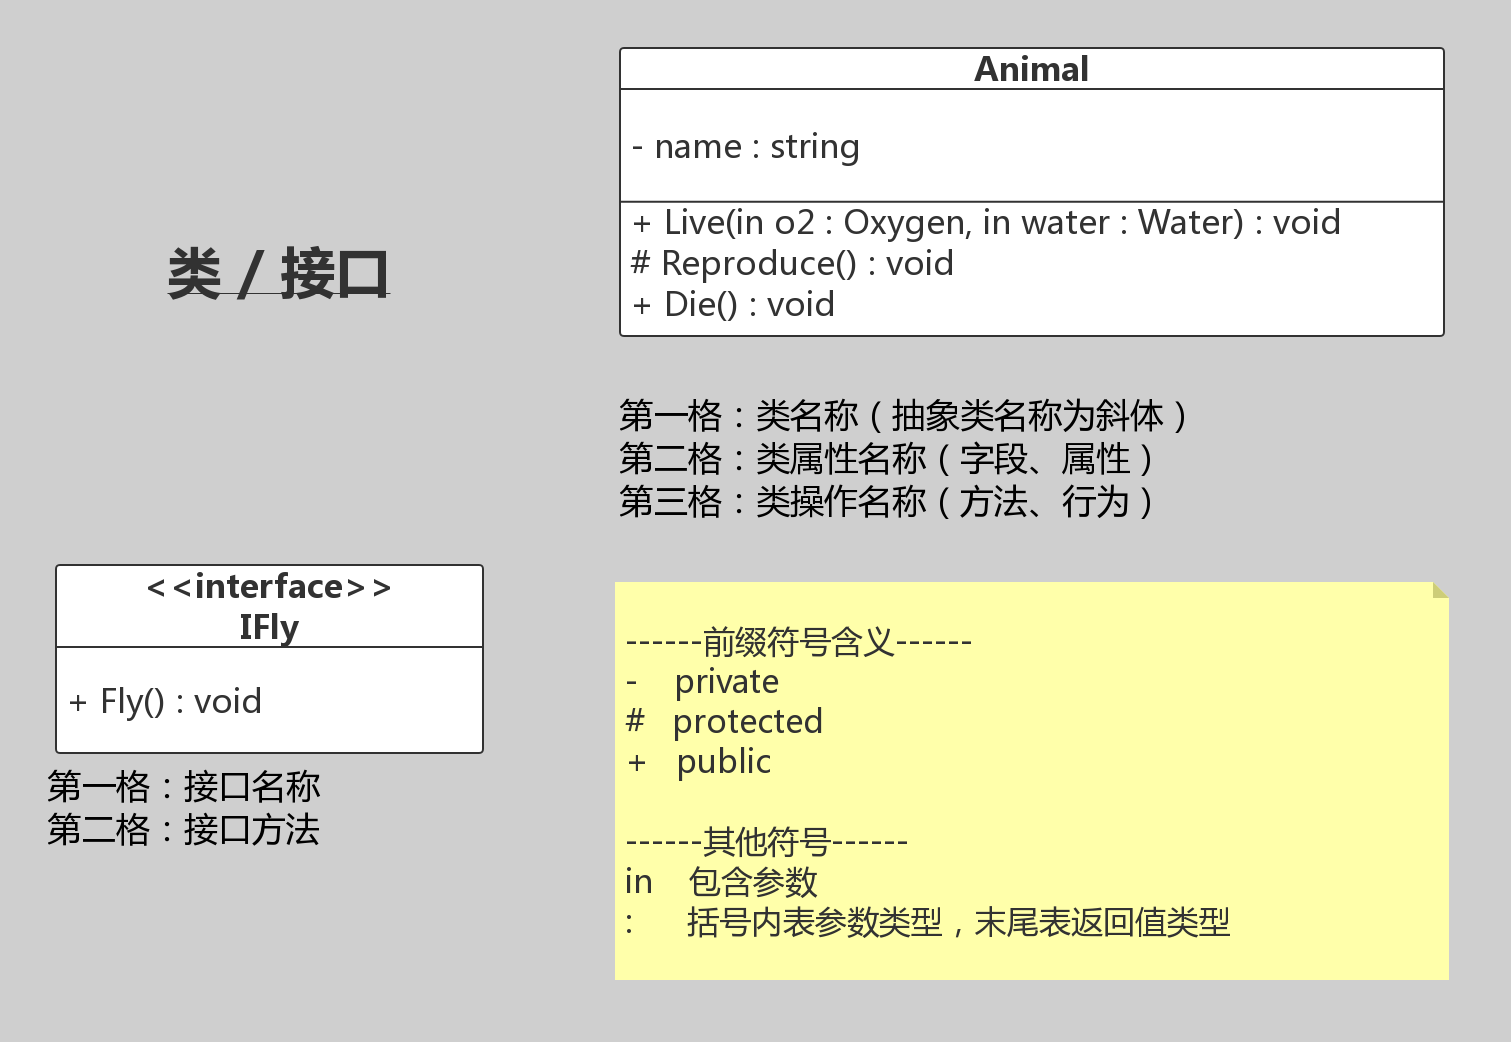 类 / 接口
Animal
- name : string
+ Live(in o2 : Oxygen, in water : Water) : void
# Reproduce() : void
+ Die() : void
第一格：类名称（抽象类名称为斜体）
第二格：类属性名称（字段、属性）
第三格：类操作名称（方法、行为）
<<interface>>
IFly
+ Fly() : void
第一格：接口名称
第二格：接口方法
------前缀符号含义------
- private
# protected
+ public
------其他符号------
in 包含参数
: 括号内表参数类型，末尾表返回值类型